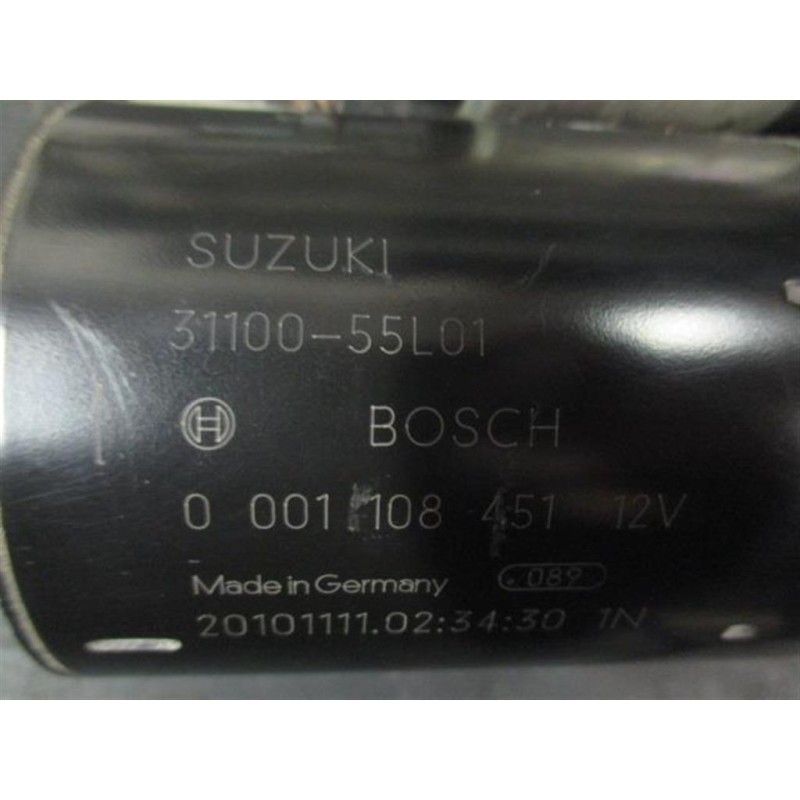 SUZUKI
31100-55L01
BOSCH
0 001 108 451 12V
Made in Germany 089
20101111.02:34:30 1N